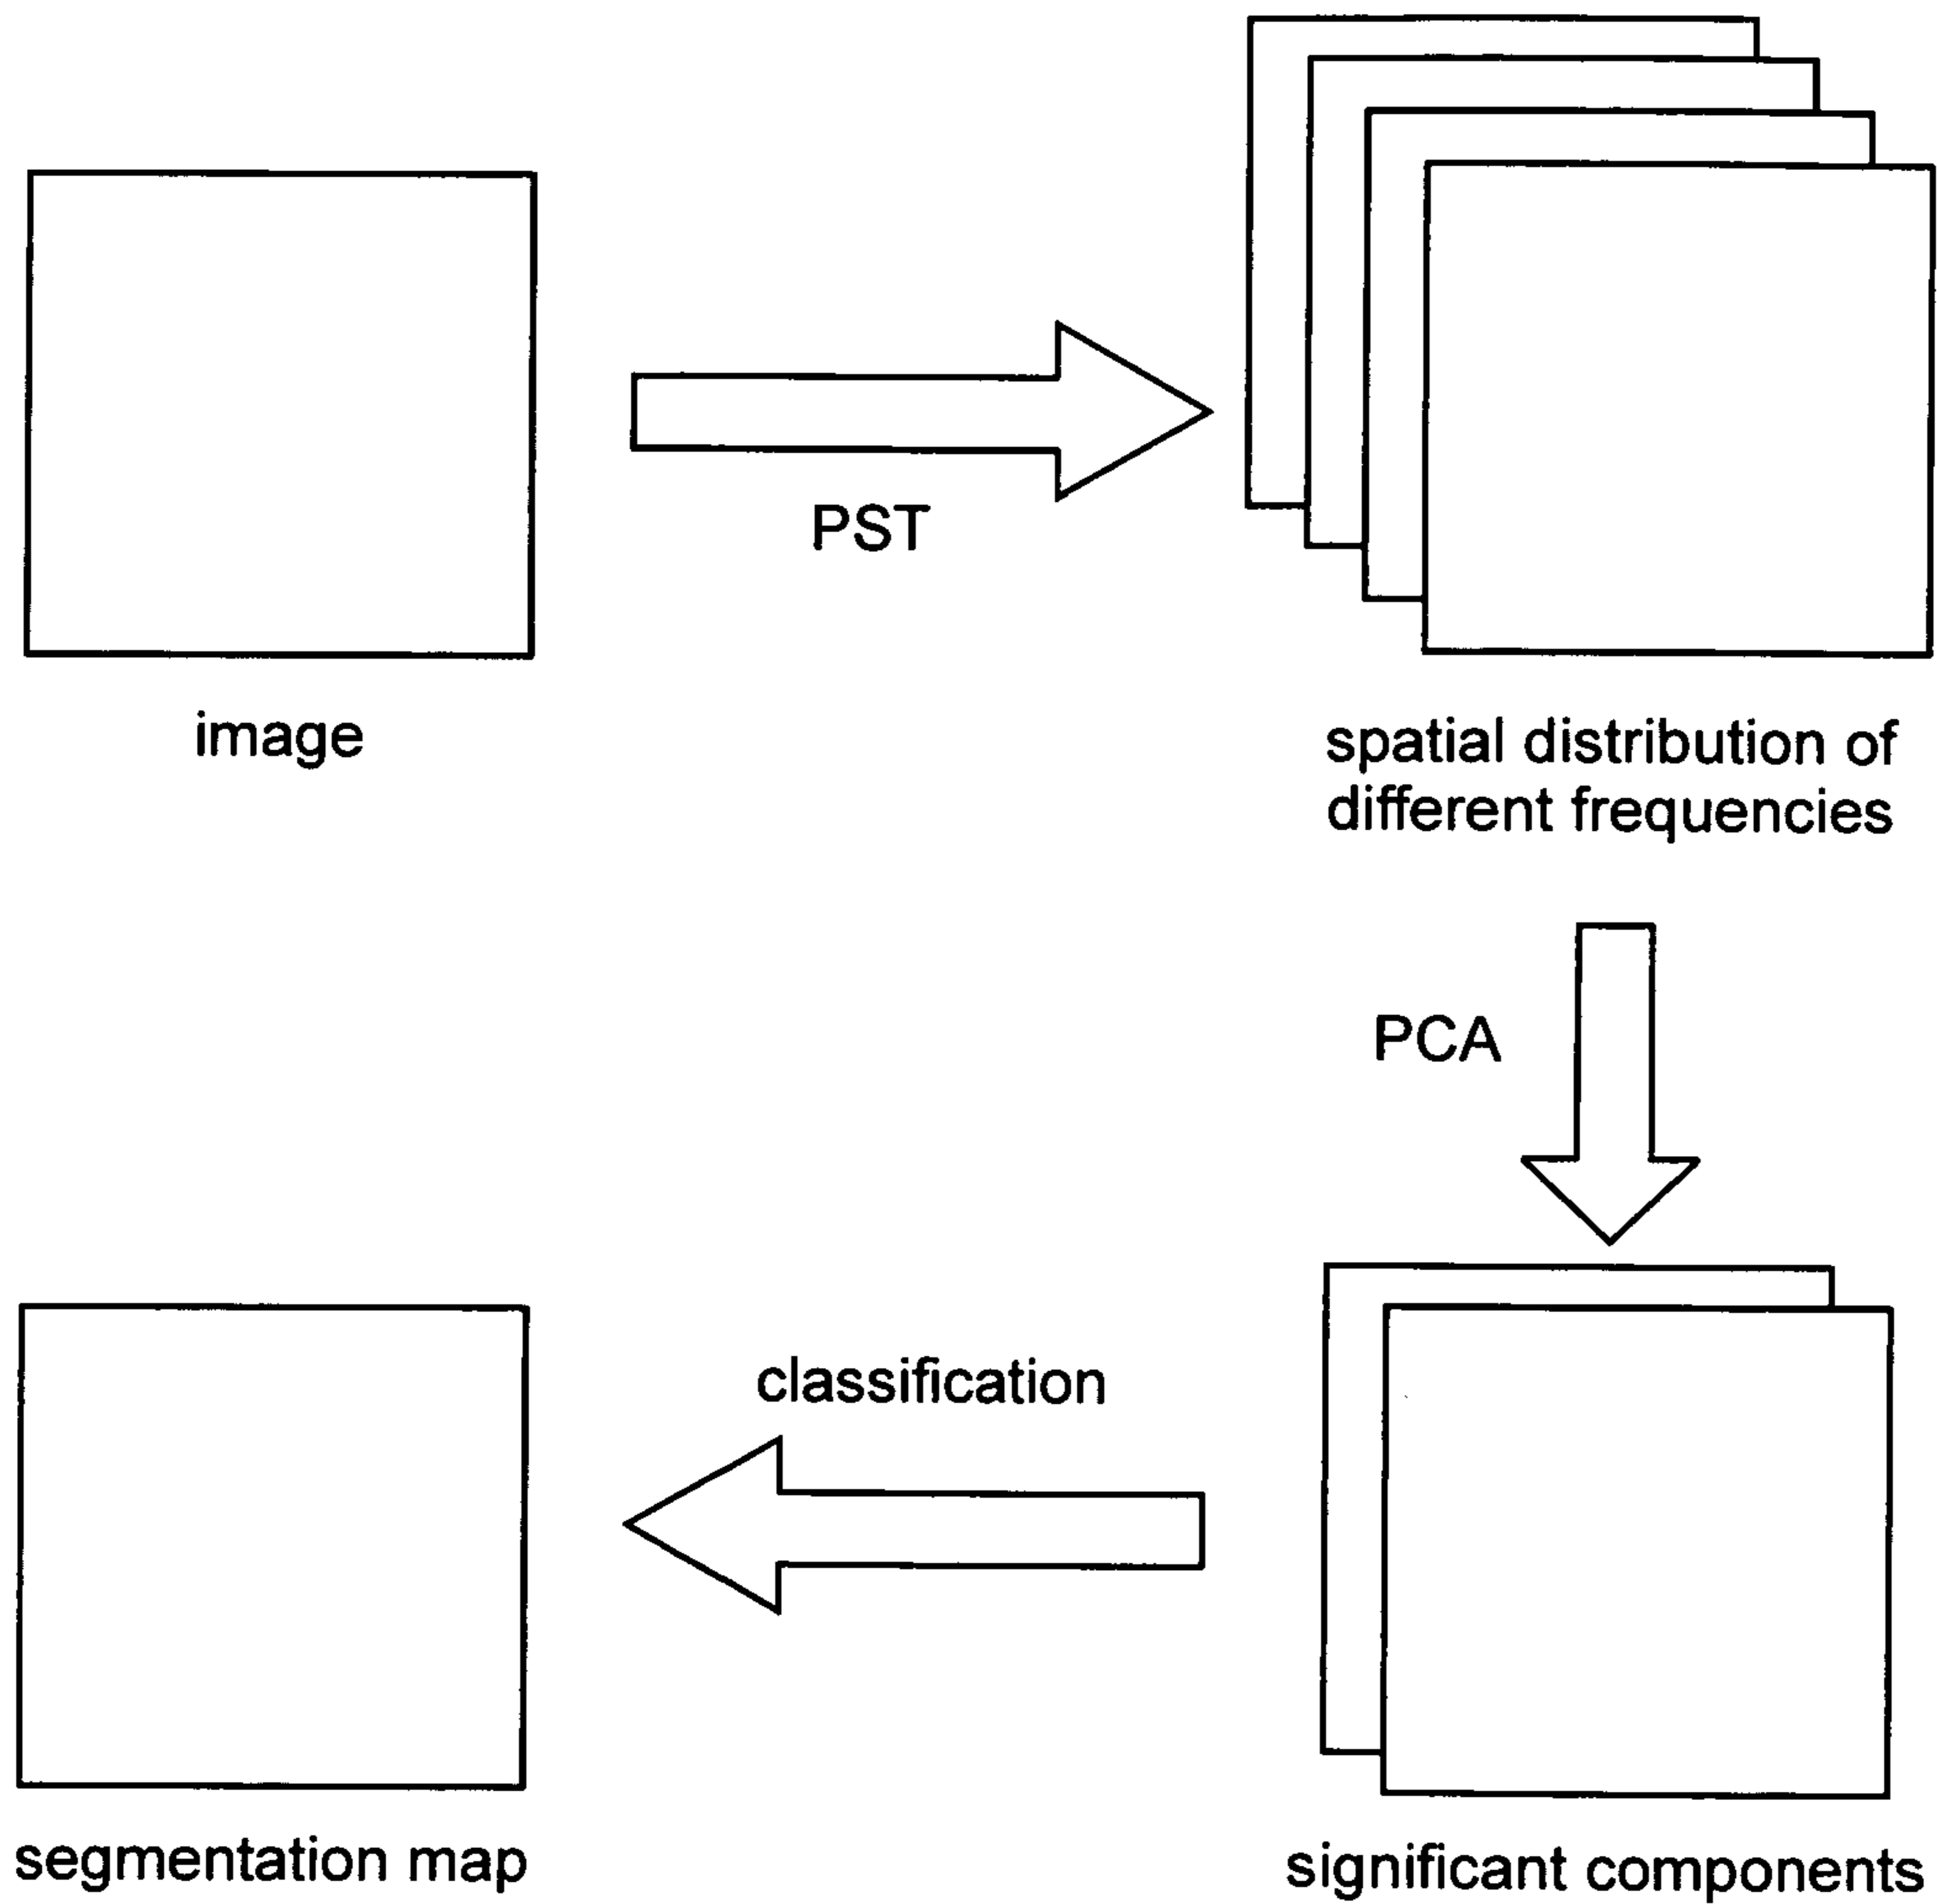 PST
image
spatial distribution of
different frequencies
PCA
classification
segmentation map
significant components